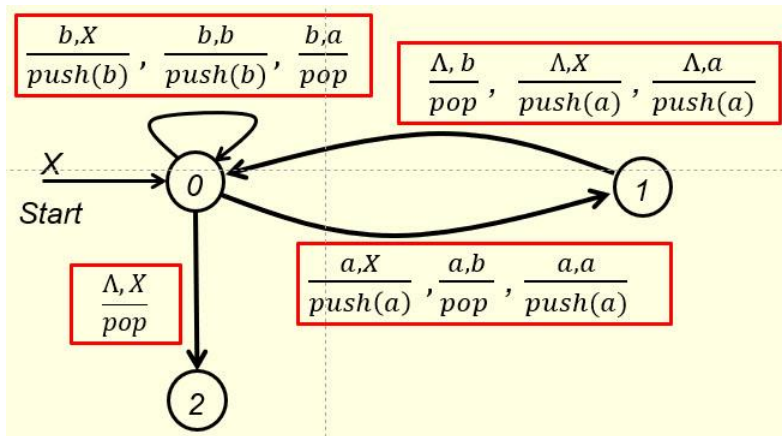 b,X/push(b) , b,b/push(b) , b,a/pop
Λ, b/pop , Λ,X/push(a) , Λ,a/push(a)
X
Start
0
1
a,X/push(a) , a,b/pop , a,a/push(a)
Λ, X/pop
2